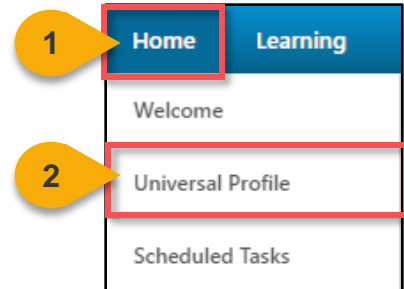 1 Home Learning
Welcome
2 Universal Profile
Scheduled Tasks